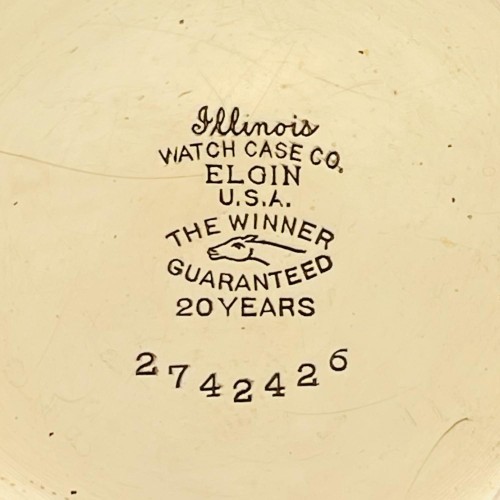 Illinois
WATCH CASE CO.
ELGIN
U.S.A.
THE WINNER
GUARANTEED
20 YEARS
2742426